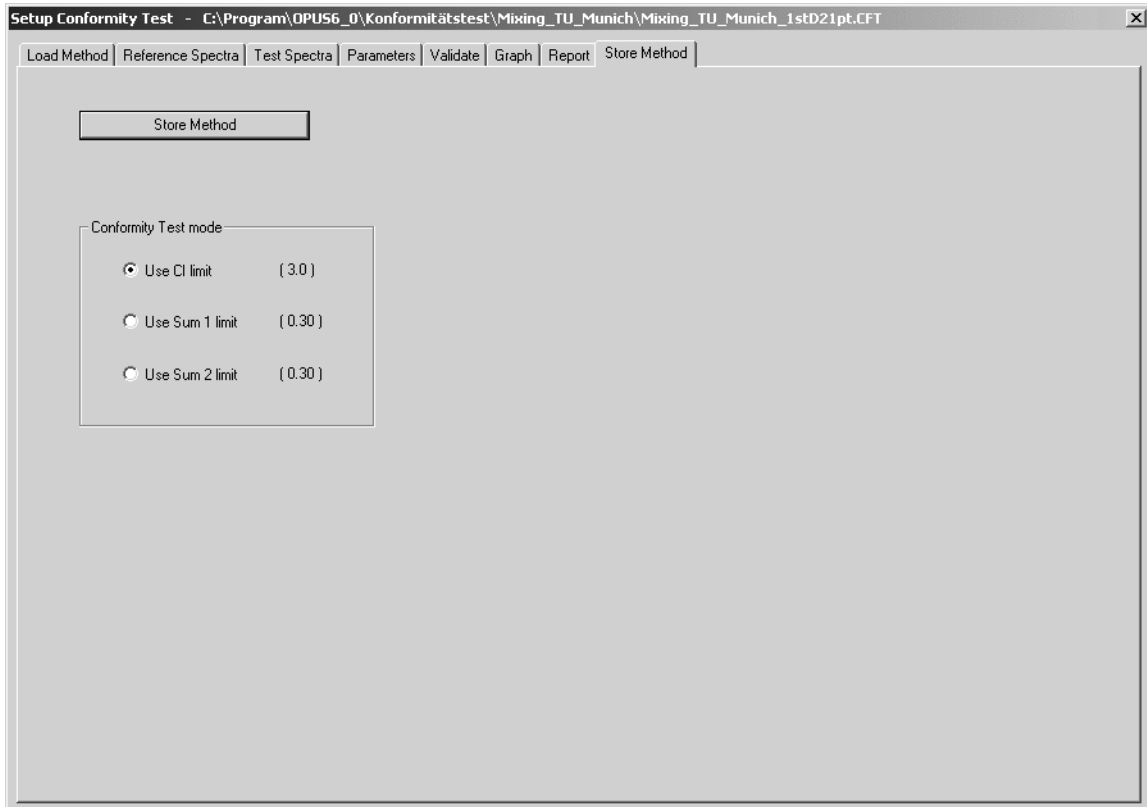 Setup Conformity Test - C:\Program\OPUS6_0\Konformitätstest\Mixing_TU_Munich\Mixing_TU_Munich_1stD21pt.CFT
Load Method Reference Spectra Test Spectra Parameters Validate Graph Report Store Method
Store Method
Conformity Test mode
Use CI limit ( 3.0 )
Use Sum 1 limit ( 0.30 )
Use Sum 2 limit ( 0.30 )